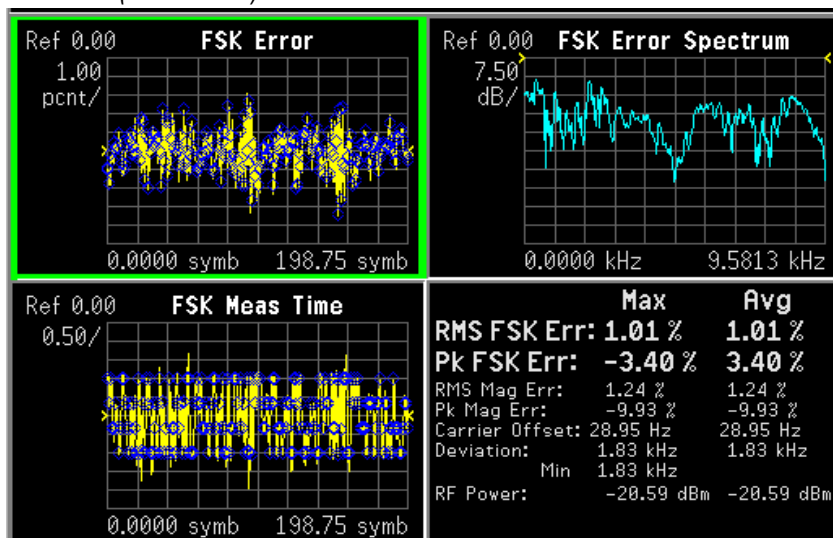 Ref 0.00 FSK Error
1.00
pcnt/
0.0000 symb 198.75 symb
Ref 0.00 FSK Error Spectrum
7.50
dB/
0.0000 kHz 9.5813 kHz
Ref 0.00 FSK Meas Time
0.50/
0.0000 symb 198.75 symb
Max Avg
RMS FSK Err: 1.01 % 1.01 %
Pk FSK Err: -3.40 % 3.40 %
RMS Mag Err: 1.24 % 1.24 %
Pk Mag Err: -9.93 % -9.93 %
Carrier Offset: 28.95 Hz 28.95 Hz
Deviation: 1.83 kHz 1.83 kHz
Min 1.83 kHz
RF Power: -20.59 dBm -20.59 dBm